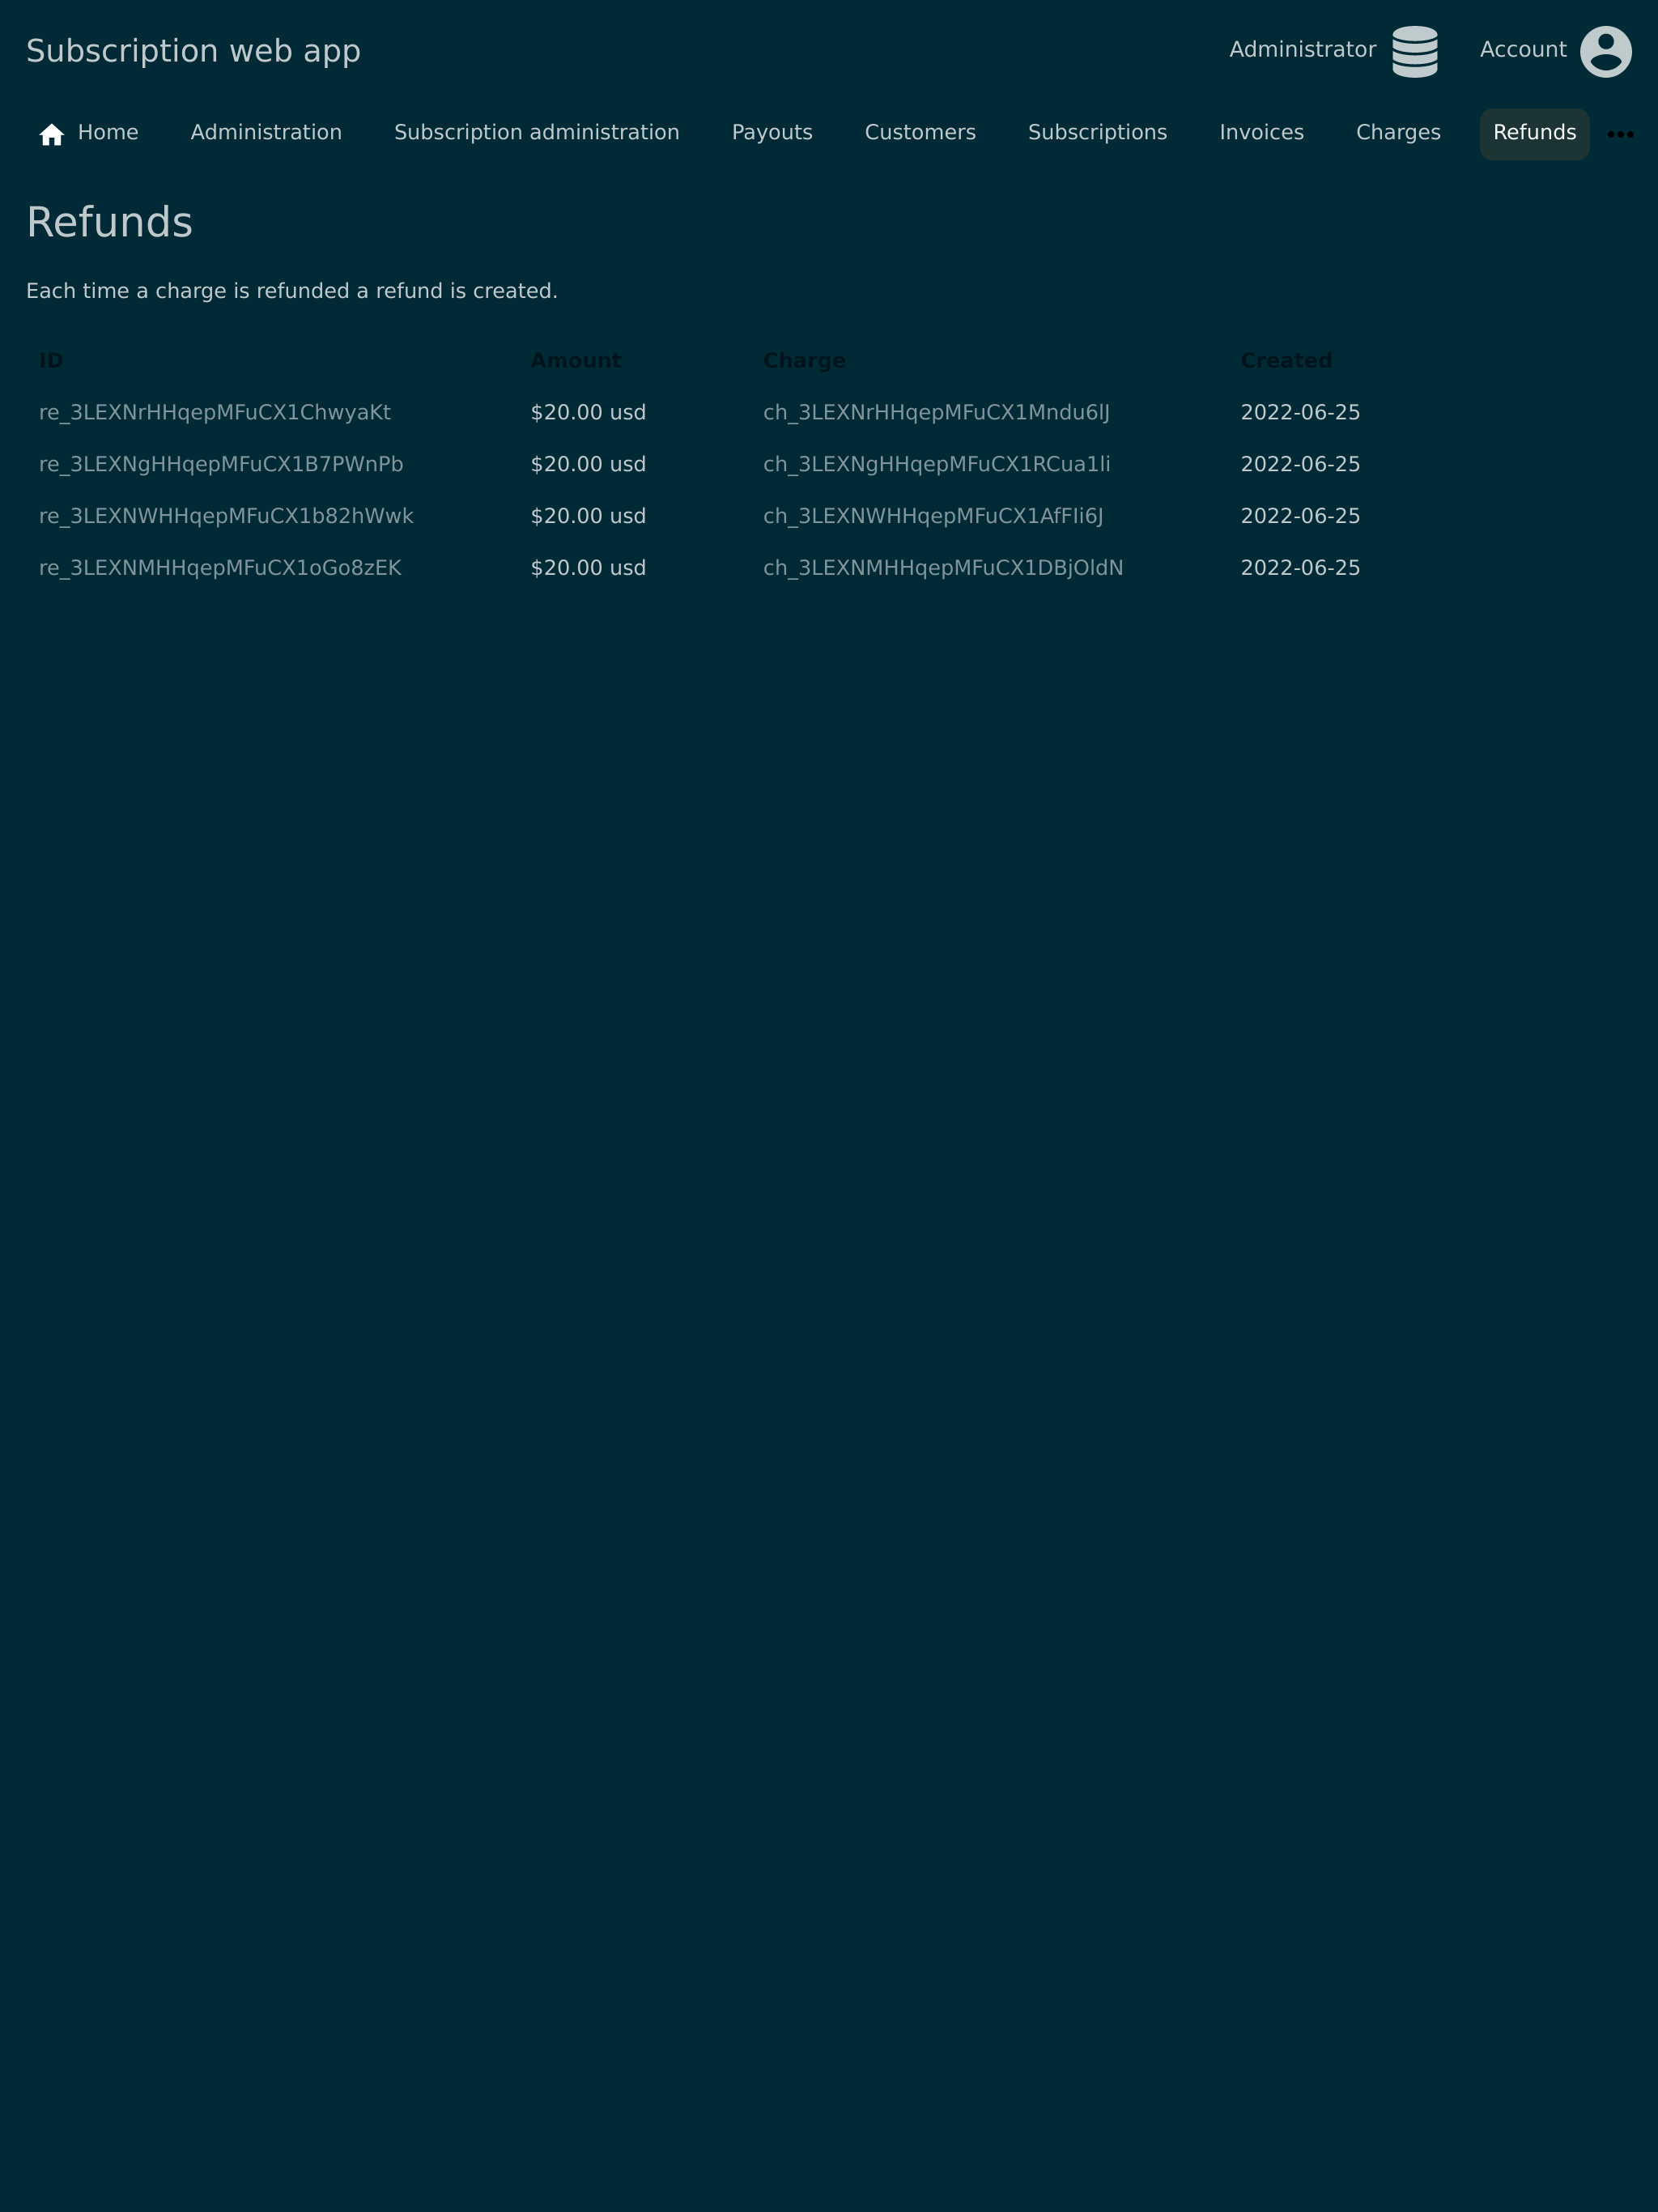 Subscription web app
Administrator
Account
Home Administration Subscription administration Payouts Customers Subscriptions Invoices Charges Refunds
Refunds
Each time a charge is refunded a refund is created.
ID Amount Charge Created
re_3LEXNrHHqepMFuCX1ChwyaKt $20.00 usd ch_3LEXNrHHqepMFuCX1Mndu6lJ 2022-06-25
re_3LEXNgHHqepMFuCX1B7PWnPb $20.00 usd ch_3LEXNgHHqepMFuCX1RCua1li 2022-06-25
re_3LEXNWHHqepMFuCX1b82hWwk $20.00 usd ch_3LEXNWHHqepMFuCX1AfFIi6J 2022-06-25
re_3LEXNMHHqepMFuCX1oGo8zEK $20.00 usd ch_3LEXNMHHqepMFuCX1DBjOldN 2022-06-25